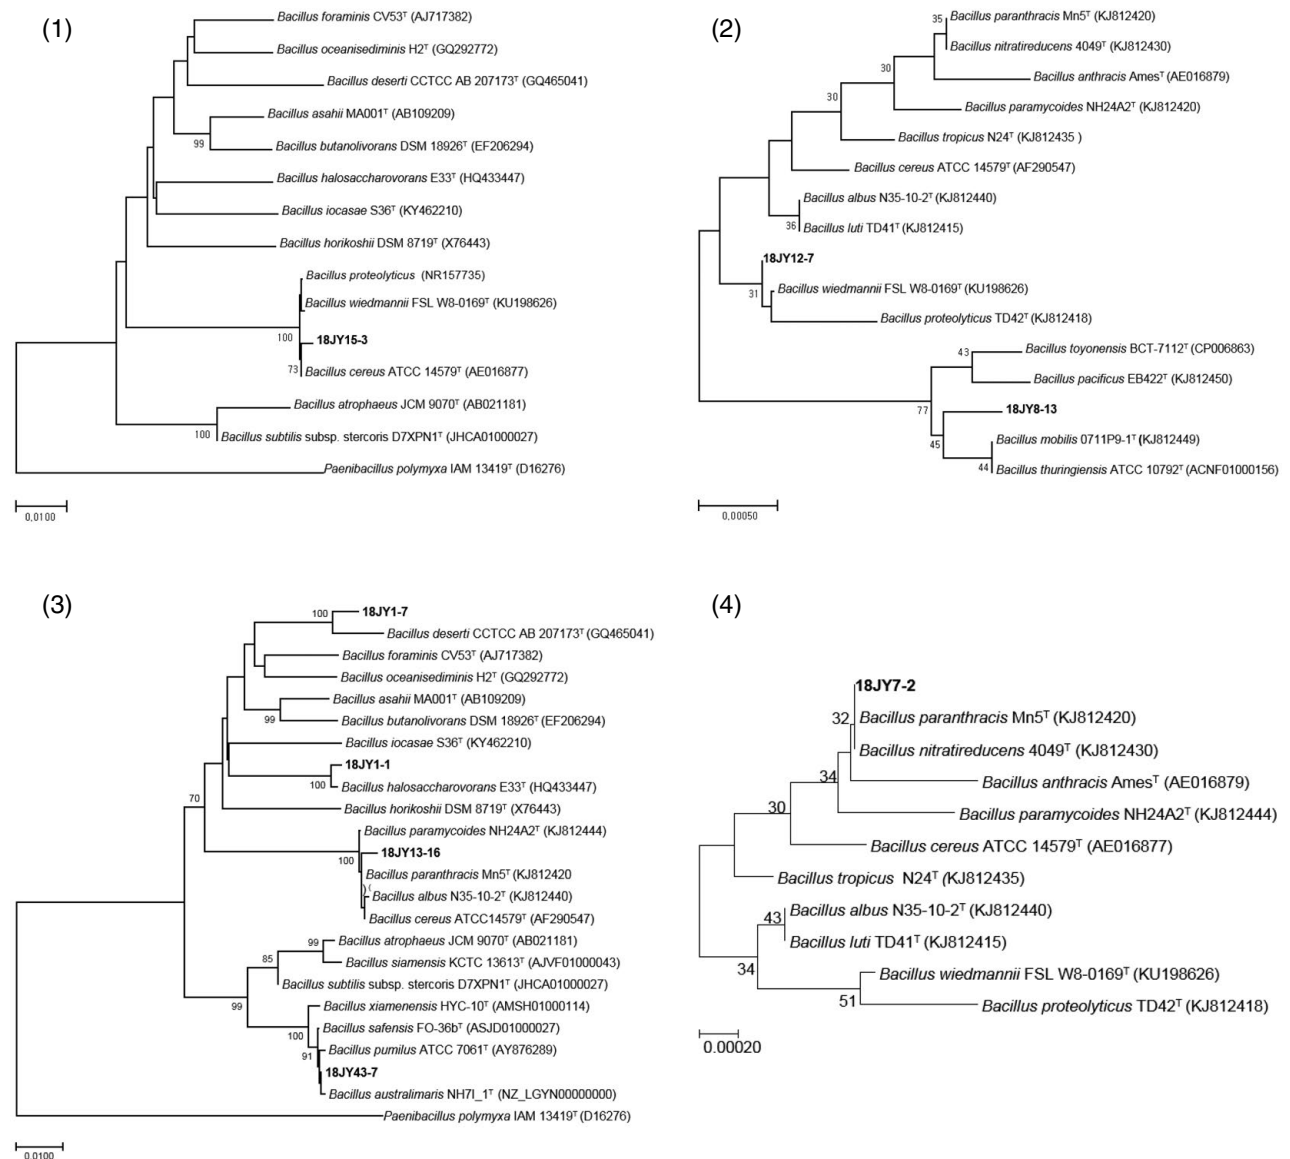 (1)
Bacillus foraminis CV53ᵀ (AJ717382)
Bacillus oceanisediminis H2ᵀ (GQ292772)
Bacillus deserti CCTCC AB 207173ᵀ (GQ465041)
Bacillus asahii MA001ᵀ (AB109209)
99
Bacillus butanolivorans DSM 18926ᵀ (EF206294)
Bacillus halosaccharovorans E33ᵀ (HQ433447)
Bacillus iocasae S36ᵀ (KY462210)
Bacillus horikoshii DSM 8719ᵀ (X76443)
Bacillus proteolyticus (NR157735)
Bacillus wiedmannii FSL W8-0169ᵀ (KU198626)
100
18JY15-3
73
Bacillus cereus ATCC 14579ᵀ (AE016877)
Bacillus atrophaeus JCM 9070ᵀ (AB021181)
100
Bacillus subtilis subsp. stercoris D7XPN1ᵀ (JHCA01000027)
Paenibacillus polymyxa IAM 13419ᵀ (D16276)
0,0100
(2)
35
Bacillus paranthracis Mn5ᵀ (KJ812420)
Bacillus nitratireducens 4049ᵀ (KJ812430)
30
Bacillus anthracis Amesᵀ (AE016879)
30
Bacillus paramycoides NH24A2ᵀ (KJ812420)
Bacillus tropicus N24ᵀ (KJ812435 )
Bacillus cereus ATCC 14579ᵀ (AF290547)
Bacillus albus N35-10-2ᵀ (KJ812440)
36
Bacillus luti TD41ᵀ (KJ812415)
18JY12-7
31
Bacillus wiedmannii FSL W8-0169ᵀ (KU198626)
Bacillus proteolyticus TD42ᵀ (KJ812418)
43
Bacillus toyonensis BCT-7112ᵀ (CP006863)
Bacillus pacificus EB422ᵀ (KJ812450)
77
18JY8-13
45
Bacillus mobilis 0711P9-1ᵀ (KJ812449)
44
Bacillus thuringiensis ATCC 10792ᵀ (ACNF01000156)
0,00050
(3)
100
18JY1-7
Bacillus deserti CCTCC AB 207173ᵀ (GQ465041)
Bacillus foraminis CV53ᵀ (AJ717382)
Bacillus oceanisediminis H2ᵀ (GQ292772)
Bacillus asahii MA001ᵀ (AB109209)
99
Bacillus butanolivorans DSM 18926ᵀ (EF206294)
Bacillus iocasae S36ᵀ (KY462210)
18JY1-1
100
Bacillus halosaccharovorans E33ᵀ (HQ433447)
70
Bacillus horikoshii DSM 8719ᵀ (X76443)
Bacillus paramycoides NH24A2ᵀ (KJ812444)
100
18JY13-16
Bacillus paranthracis Mn5ᵀ (KJ812420
Bacillus albus N35-10-2ᵀ (KJ812440)
Bacillus cereus ATCC14579ᵀ (AF290547)
99
Bacillus atrophaeus JCM 9070ᵀ (AB021181)
85
Bacillus siamensis KCTC 13613ᵀ (AJVF01000043)
Bacillus subtilis subsp. stercoris D7XPN1ᵀ (JHCA01000027)
99
Bacillus xiamenensis HYC-10ᵀ (AMSH01000114)
100
Bacillus safensis FO-36bᵀ (ASJD01000027)
91
Bacillus pumilus ATCC 7061ᵀ (AY876289)
18JY43-7
Bacillus australimaris NH7I_1ᵀ (NZ_LGYN00000000)
Paenibacillus polymyxa IAM 13419ᵀ (D16276)
0.0100
(4)
18JY7-2
32
Bacillus paranthracis Mn5ᵀ (KJ812420)
Bacillus nitratireducens 4049ᵀ (KJ812430)
34
Bacillus anthracis Amesᵀ (AE016879)
30
Bacillus paramycoides NH24A2ᵀ (KJ812444)
Bacillus cereus ATCC 14579ᵀ (AE016877)
Bacillus tropicus N24ᵀ (KJ812435)
Bacillus albus N35-10-2ᵀ (KJ812440)
43
Bacillus luti TD41ᵀ (KJ812415)
34
Bacillus wiedmannii FSL W8-0169ᵀ (KU198626)
51
Bacillus proteolyticus TD42ᵀ (KJ812418)
0.00020